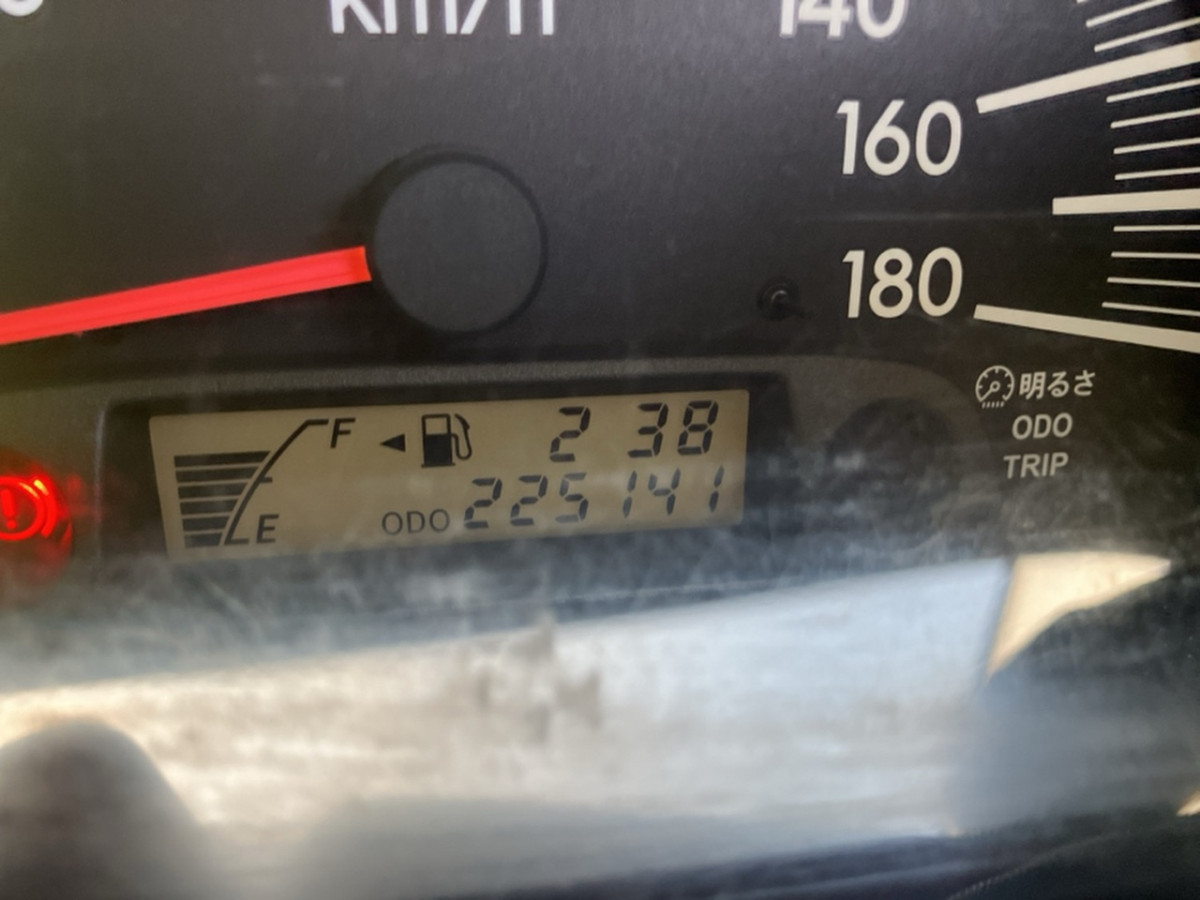 km/h
140
160
180
明るさ
F 2 38
ODO
ODO 225141
TRIP
E